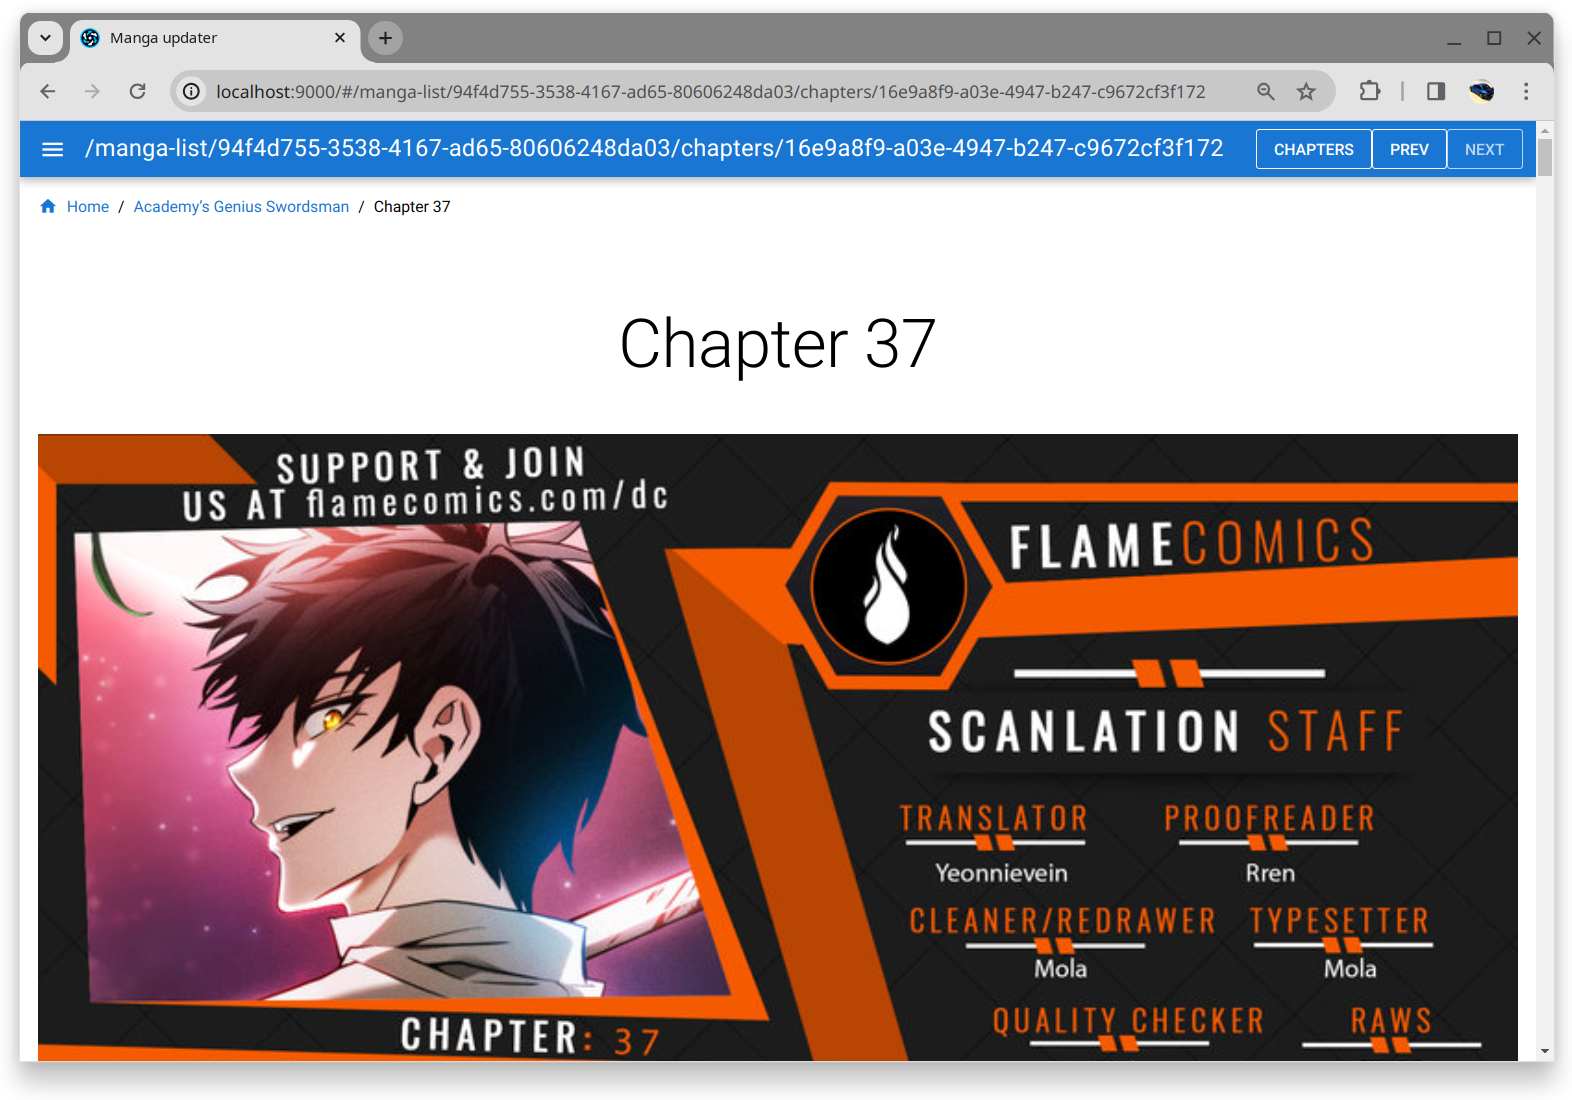 Manga updater
localhost:9000/#/manga-list/94f4d755-3538-4167-ad65-80606248da03/chapters/16e9a8f9-a03e-4947-b247-c9672cf3f172
/manga-list/94f4d755-3538-4167-ad65-80606248da03/chapters/16e9a8f9-a03e-4947-b247-c9672cf3f172
CHAPTERS PREV NEXT
Home / Academy’s Genius Swordsman / Chapter 37
Chapter 37
SUPPORT & JOIN
US AT flamecomics.com/dc
CHAPTER: 37
FLAMECOMICS
SCANLATION STAFF
TRANSLATOR PROOFREADER
Yeonnievein Rren
CLEANER/REDRAWER TYPESETTER
Mola Mola
QUALITY CHECKER RAWS